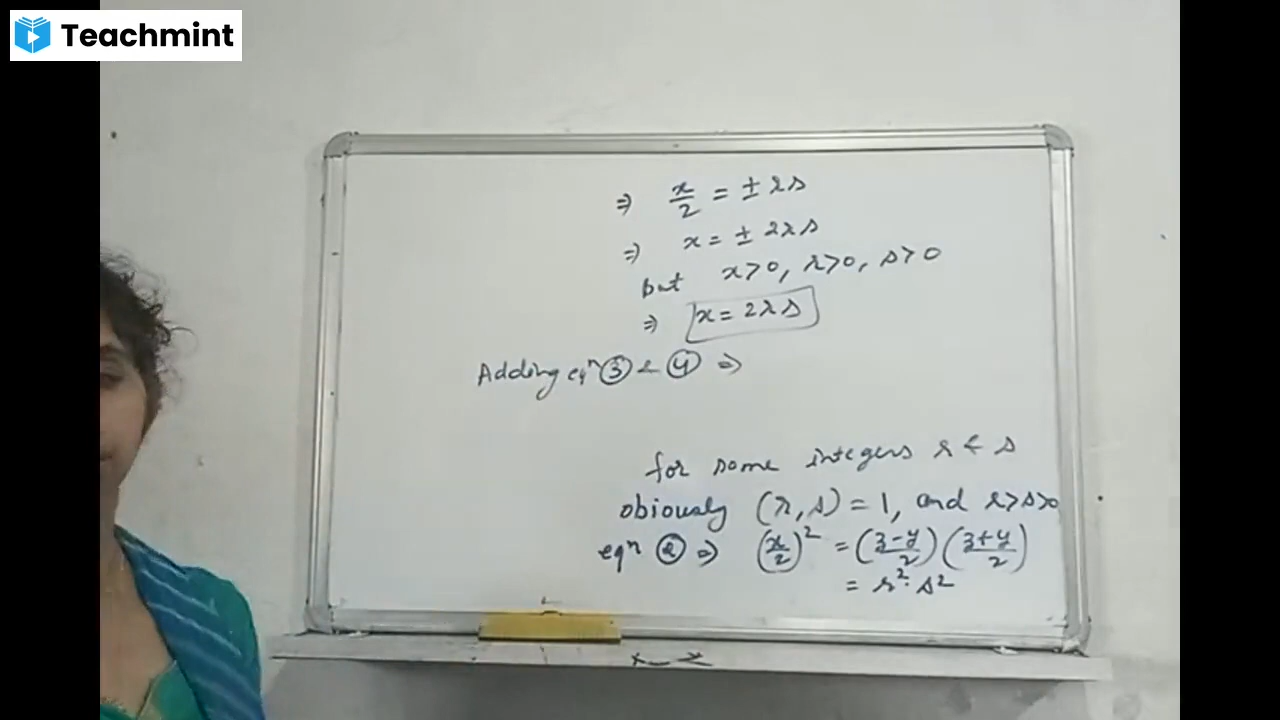 Teachmint
⇒ x/2 = ± rs
⇒ x = ± 2rs
but x>0, r>0, s>0
⇒ x = 2rs
Adding eqⁿ ③ & ④ ⇒
for some integers r & s
obiously (r, s) = 1, and r>s>0
eqⁿ ② ⇒ (x/2)² = (z-y/2) (z+y/2)
= r². s²